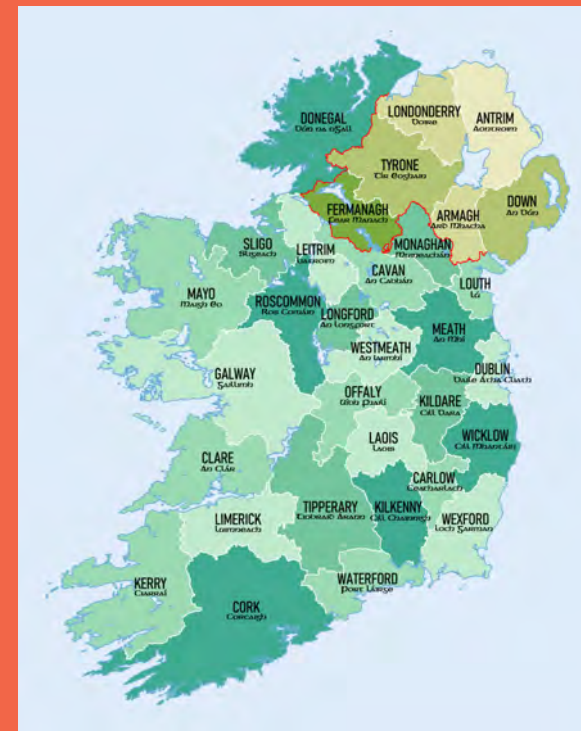 DONEGAL
Dún na nGall
LONDONDERRY
Doire
ANTRIM
Aontroim
TYRONE
Tír Eoghain
FERMANAGH
Fear Manach
ARMAGH
Ard Mhacha
DOWN
An Dún
MONAGHAN
Muineachán
SLIGO
Sligeach
LEITRIM
Liatroim
CAVAN
An Cabhán
LOUTH
Lú
MAYO
Maigh Eo
ROSCOMMON
Ros Comáin
LONGFORD
An Longfort
MEATH
An Mhí
WESTMEATH
An Iarmhí
GALWAY
Gaillimh
DUBLIN
Baile Átha Cliath
OFFALY
Uíbh Fhailí
KILDARE
Cill Dara
LAOIS
Laois
WICKLOW
Cill Mhantáin
CLARE
An Clár
CARLOW
Ceatharlach
TIPPERARY
Tiobraid Árann
KILKENNY
Cill Chainnigh
WEXFORD
Loch Garman
LIMERICK
Luimneach
KERRY
Ciarraí
CORK
Corcaigh
WATERFORD
Port Láirge